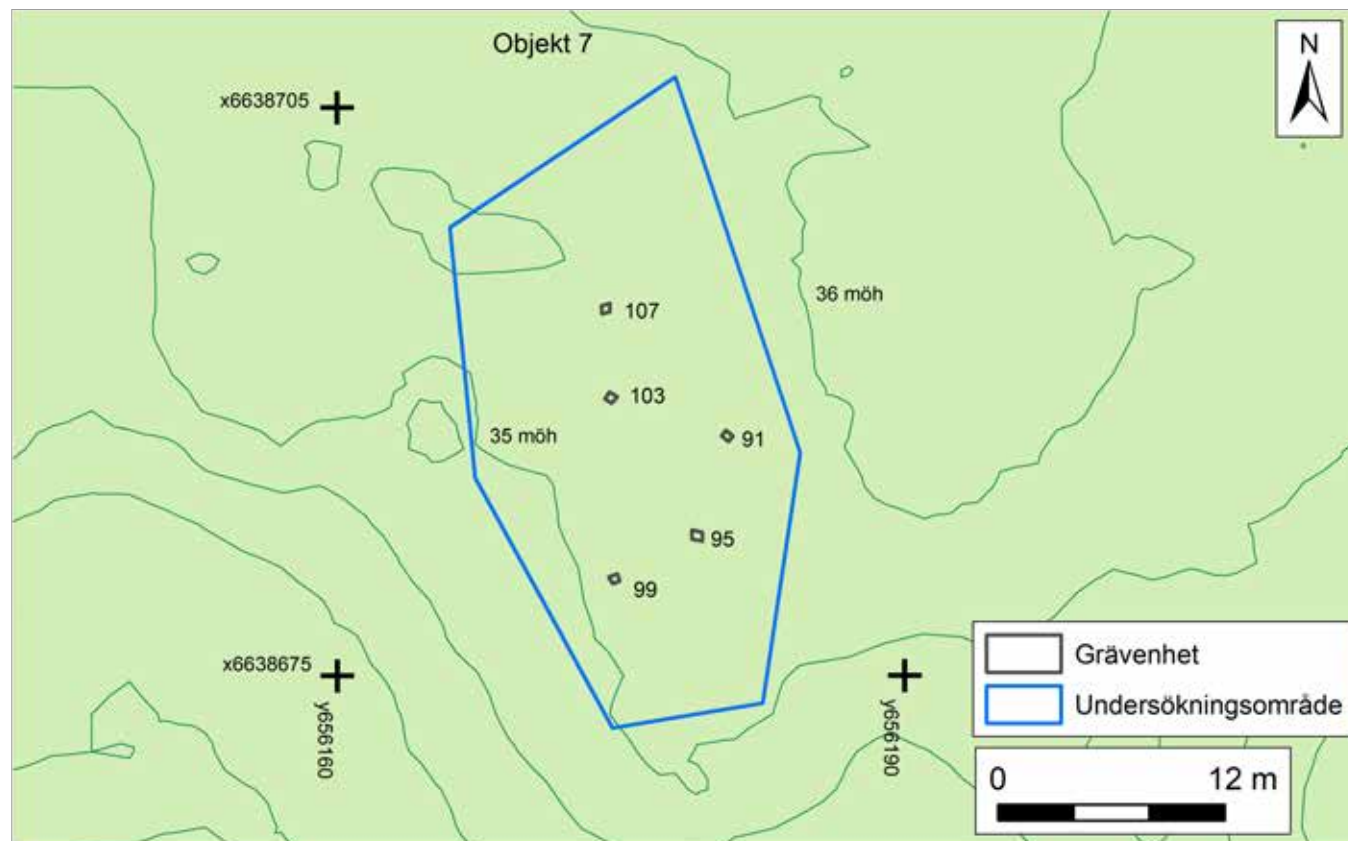 Objekt 7
N
x6638705
36 möh
107
103
35 möh
91
95
99
x6638675
y656160
y656190
Grävenhet
Undersökningsområde
0 12 m